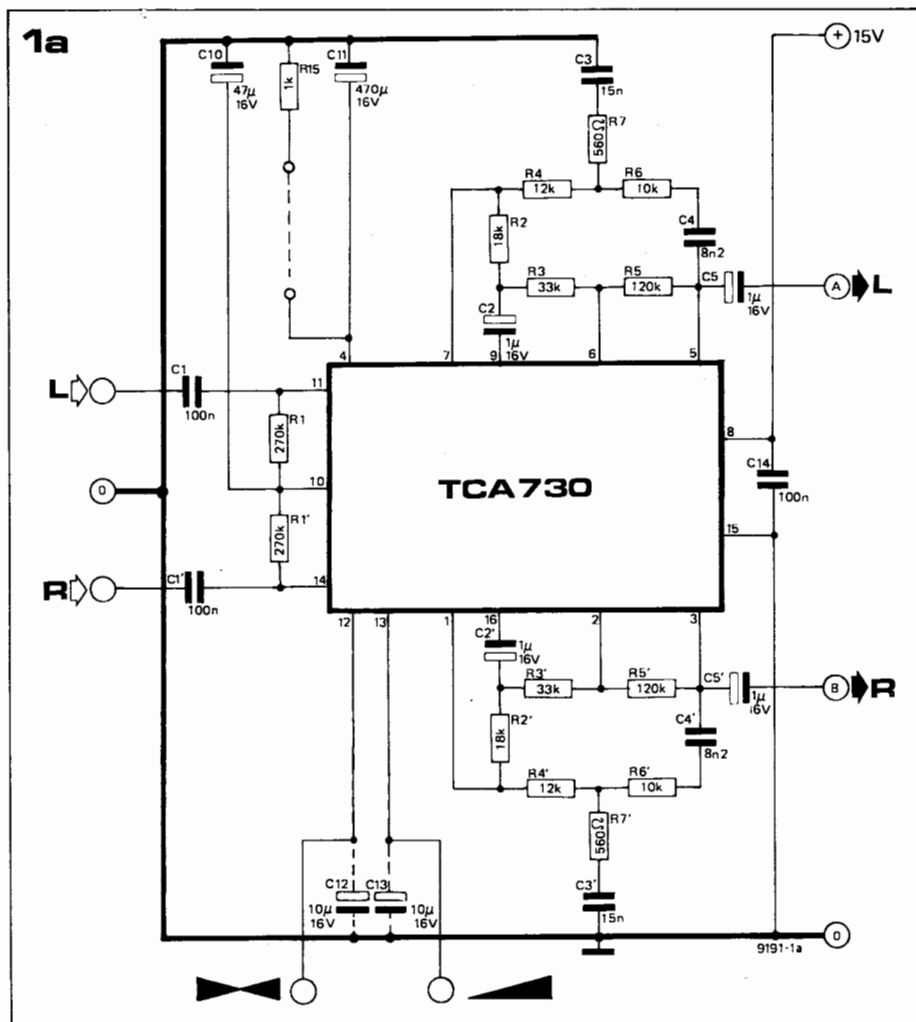 1a
C10
47µ
16V
R15
1k
C11
470µ
16V
C3
15n
+ 15V
R7
560Ω
R4
12k
R6
10k
R2
18k
C4
8n2
R3
33k
R5
120k
C5
1µ
16V
A L
C2
1µ
16V
4
7
9
6
5
L
C1
100n
11
R1
270k
8
C14
100n
0
10
TCA730
R1'
270k
15
R
C1'
100n
14
12
13
1
16
2
3
C2'
1µ
16V
R3'
33k
R5'
120k
C5'
1µ
16V
B R
R2'
18k
C4'
8n2
R4'
12k
R6'
10k
R7'
560Ω
C12
10µ
16V
C13
10µ
16V
C3'
15n
0
9191-1a